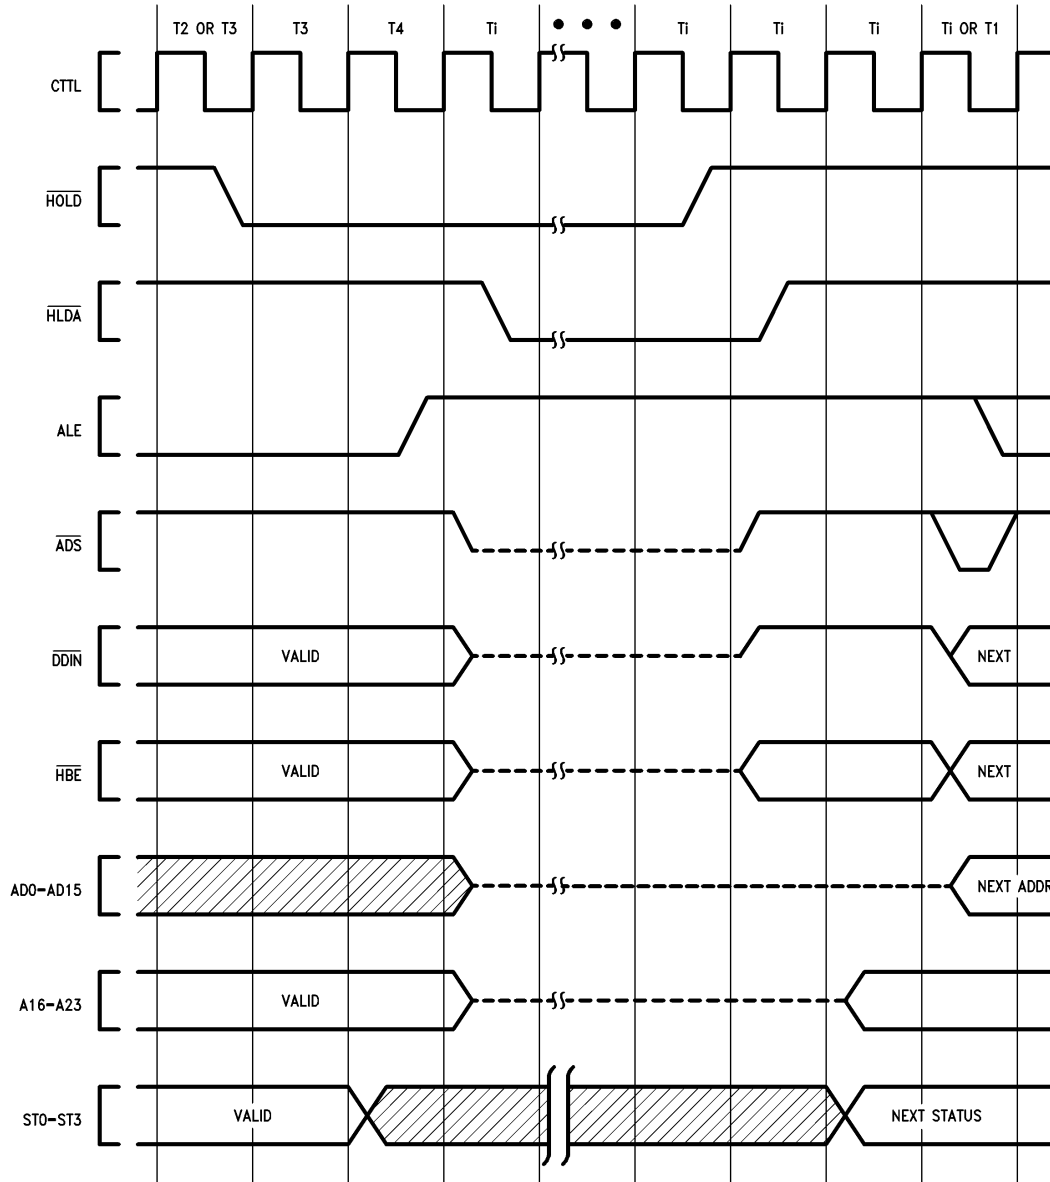 T2 OR T3 T3 T4 Ti • • • Ti Ti Ti Ti OR T1
CTTL
HOLD
HLDA
ALE
ADS
DDIN VALID NEXT
HBE VALID NEXT
AD0-AD15 NEXT ADDR
A16-A23 VALID
ST0-ST3 VALID NEXT STATUS